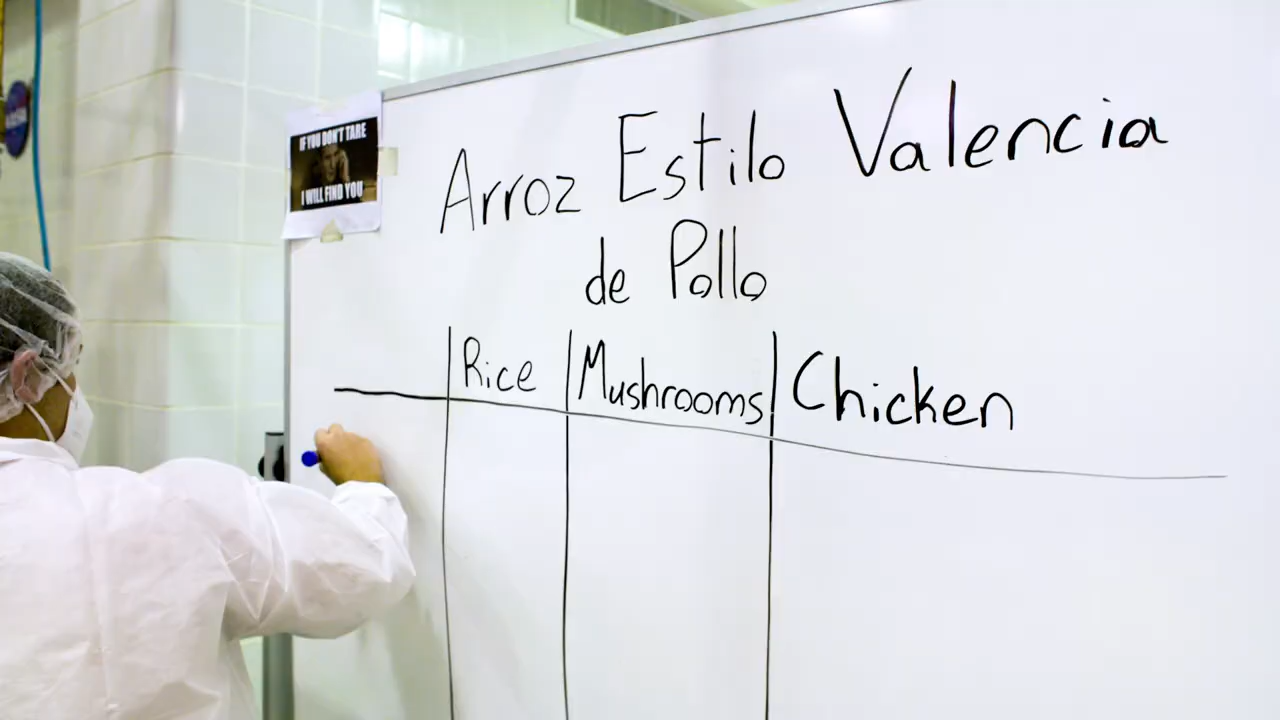 IF YOU DON'T TARE
I WILL FIND YOU
Arroz Estilo Valencia
de Pollo
Rice Mushrooms Chicken